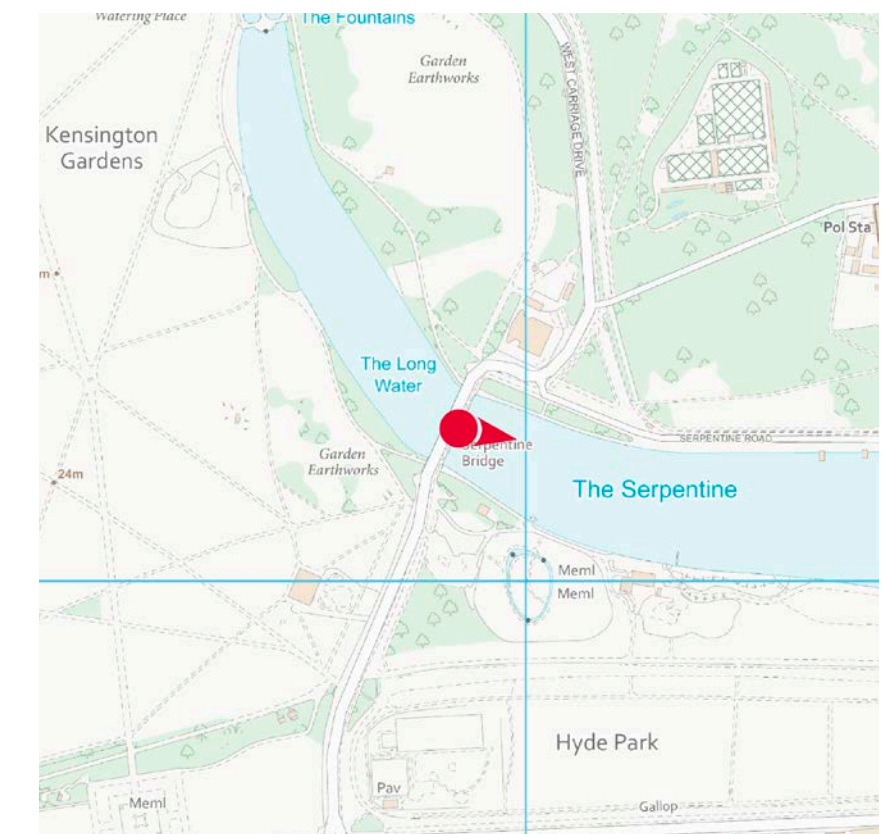 Watering Place
The Fountains
Garden
Earthworks
WEST CARRIAGE DRIVE
Kensington
Gardens
Pol Sta
m
The Long
Water
Serpentine
Bridge
SERPENTINE ROAD
Garden
Earthworks
24m
The Serpentine
Meml
Meml
Hyde Park
Pav
Meml
Gallop